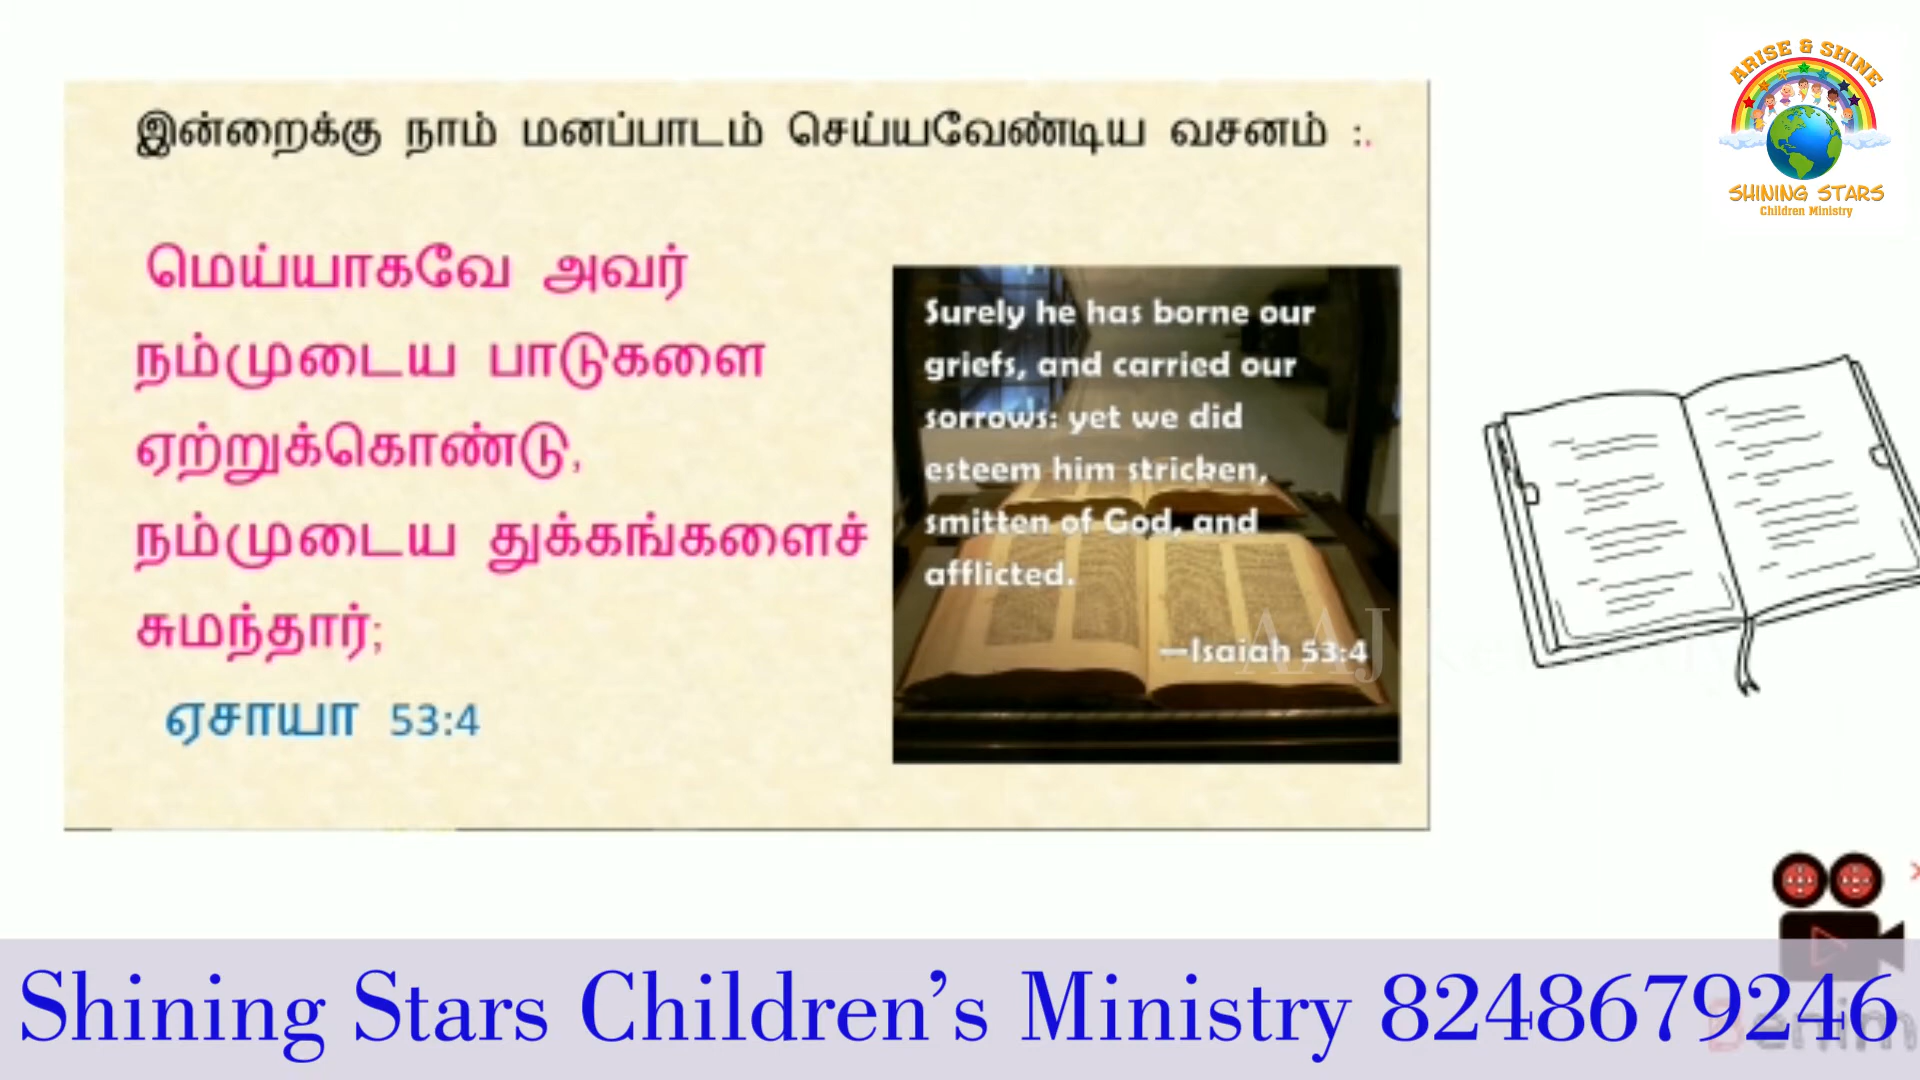 ARISE & SHINE
SHINING STARS
Children Ministry
இன்றைக்கு நாம் மனப்பாடம் செய்யவேண்டிய வசனம் :.
மெய்யாகவே அவர்
நம்முடைய பாடுகளை
ஏற்றுக்கொண்டு,
நம்முடைய துக்கங்களைச்
சுமந்தார்;
ஏசாயா 53:4
Surely he has borne our
griefs, and carried our
sorrows: yet we did
esteem him stricken,
smitten of God, and
afflicted.
—Isaiah 53:4
AAJ
Shining Stars Children’s Ministry 8248679246